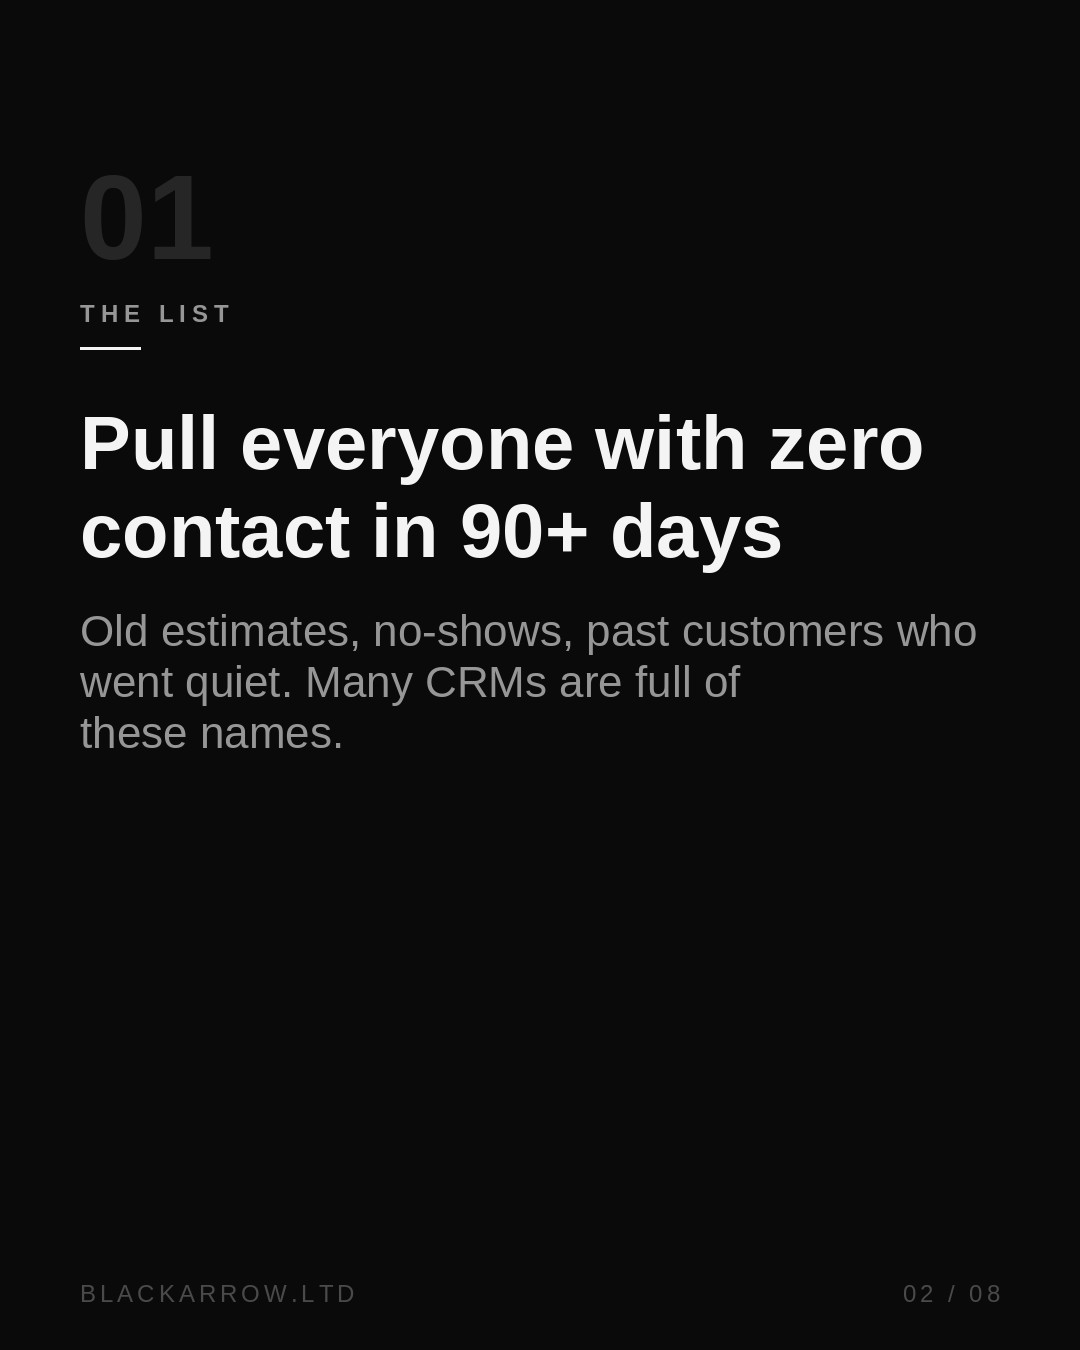 01
THE LIST
Pull everyone with zero
contact in 90+ days
Old estimates, no-shows, past customers who
went quiet. Many CRMs are full of
these names.
BLACKARROW.LTD
02 / 08